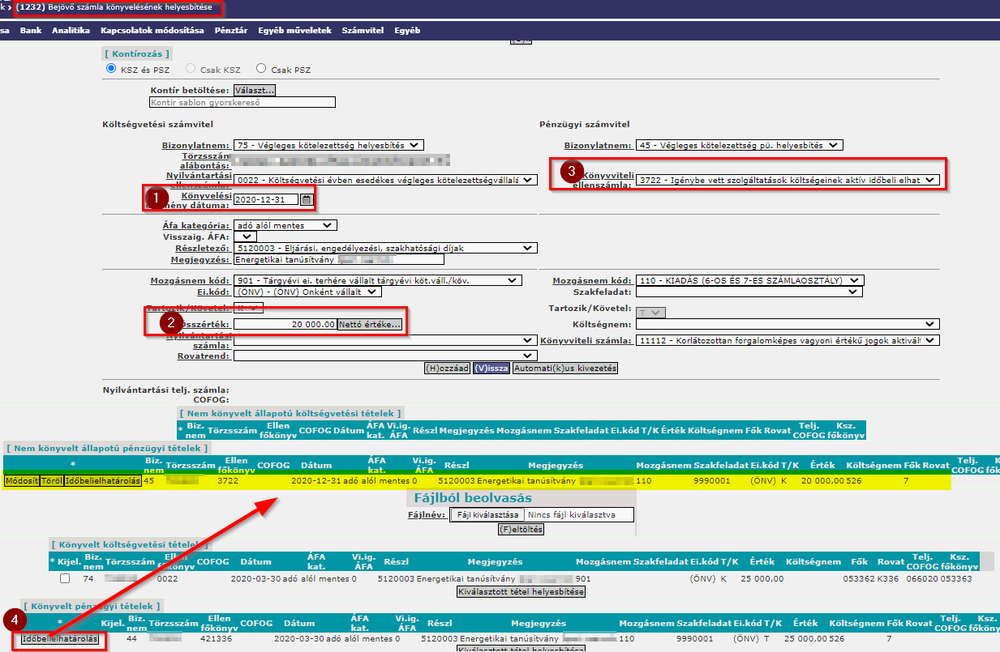 k › (1232) Bejövő számla könyvelésének helyesbítése
sa Bank Analitika Kapcsolatok módosítása Pénztár Egyéb műveletek Számvitel Egyéb
[ Kontírozás ]
KSZ és PSZ Csak KSZ Csak PSZ
Kontír betöltése: Választ...
Kontír sablon gyorskereső
Költségvetési számvitel Pénzügyi számvitel
Bizonylatnem: 75 - Végleges kötelezettség helyesbítés Bizonylatnem: 45 - Végleges kötelezettség pü. helyesbítés
Törzsszám
alábontás:
Nyilvántartási
ellenszámla: 0022 - Költségvetési évben esedékes végleges kötelezettségvállalá
3 Könyvviteli
ellenszámla: 3722 - Igénybe vett szolgáltatások költségeinek aktív időbeli elhat
1 Könyvelési
dátuma: 2020-12-31
Áfa kategória: adó alól mentes
Visszaig. ÁFA:
Részletező: 5120003 - Eljárási, engedélyezési, szakhatósági díjak
Megjegyzés: Energetikai tanúsítvány
Mozgásnem kód: 901 - Tárgyévi ei. terhére vállalt tárgyévi köt.váll./köv. Mozgásnem kód: 110 - KIADÁS (6-OS ÉS 7-ES SZÁMLAOSZTÁLY)
Ei.kód: (ÖNV) - (ÖNV) Önként vállalt Szakfeladat:
Tartozik/Követel: K Tartozik/Követel: T
2 Összérték: 20 000.00 Nettó értéke... Költségnem:
Nyilvántartási
számla: Könyvviteli számla: 11112 - Korlátozottan forgalomképes vagyoni értékű jogok aktivált
Rovatrend:
(H)ozzáad (V)issza Automati(k)us kivezetés
Nyilvántartási telj. számla:
COFOG:
[ Nem könyvelt állapotú költségvetési tételek ]
* Biz. nem Törzsszám Ellen főkönyv COFOG Dátum ÁFA kat. Vi.ig. ÁFA Részl Megjegyzés Mozgásnem Szakfeladat Ei.kód T/K Érték Költségnem Fők Rovat Telj. COFOG Ksz. főkönyv
[ Nem könyvelt állapotú pénzügyi tételek ]
* Biz. nem Törzsszám Ellen főkönyv COFOG Dátum ÁFA kat. Vi.ig. ÁFA Részl Megjegyzés Mozgásnem Szakfeladat Ei.kód T/K Érték Költségnem Fők Rovat Telj. COFOG K fők
Módosít Töröl Időbelielhatárolás 45 3722 2020-12-31 adó alól mentes 0 5120003 Energetikai tanúsítvány 110 9990001 (ÖNV) K 20 000,00 526 7
Fájlból beolvasás
Fájlnév: Fájl kiválasztása Nincs fájl kiválasztva
(F)eltöltés
[ Könyvelt költségvetési tételek ]
* Kijel. Biz. nem Törzsszám Ellen főkönyv COFOG Dátum ÁFA kat. Vi.ig. ÁFA Részl Megjegyzés Mozgásnem Szakfeladat Ei.kód T/K Érték Költségnem Fők Rovat Telj. COFOG Ksz. főkönyv
74 0022 2020-03-30 adó alól mentes 0 5120003 Energetikai tanúsítvány 901 (ÖNV) K 25 000,00 053362 K336 066020 053363
Kiválasztott tétel helyesbítése
[ Könyvelt pénzügyi tételek ]
4 * Kijel. Biz. nem Törzsszám Ellen főkönyv COFOG Dátum ÁFA kat. Vi.ig. ÁFA Részl Megjegyzés Mozgásnem Szakfeladat Ei.kód T/K Érték Költségnem Fők Rovat Telj. COFOG Ksz. főkönyv
Időbelielhatárolás 44 421336 2020-03-30 adó alól mentes 0 5120003 Energetikai tanúsítvány 110 9990001 (ÖNV) T 25 000,00 526 7
Kiválasztott tétel helyesbítése